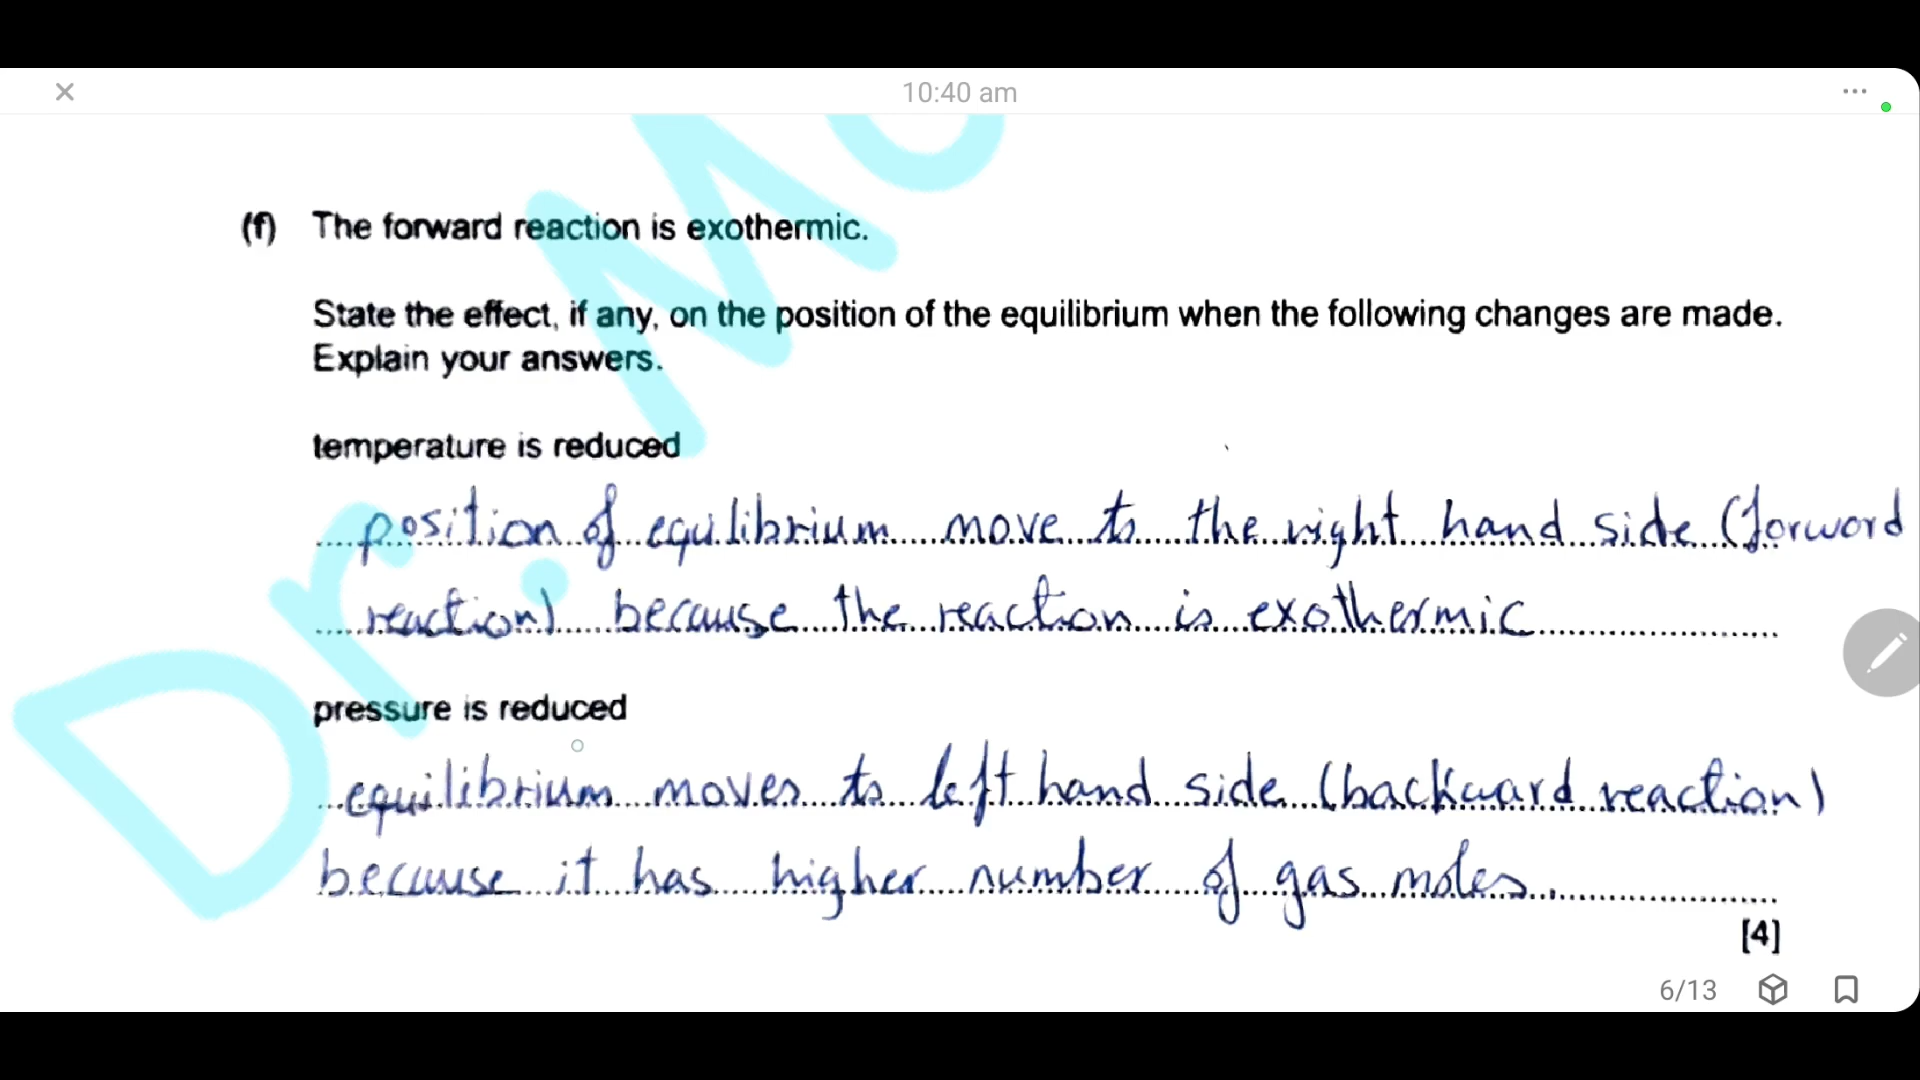 10:40 am
(f) The forward reaction is exothermic.
State the effect, if any, on the position of the equilibrium when the following changes are made.
Explain your answers.
temperature is reduced
position of equilibrium move to the right hand side (forword
reaction) because the reaction is exothermic
pressure is reduced
equilibrium moves to left hand side (backward reaction)
because it has higher number of gas moles.
[4]
6/13
Dr. Mo